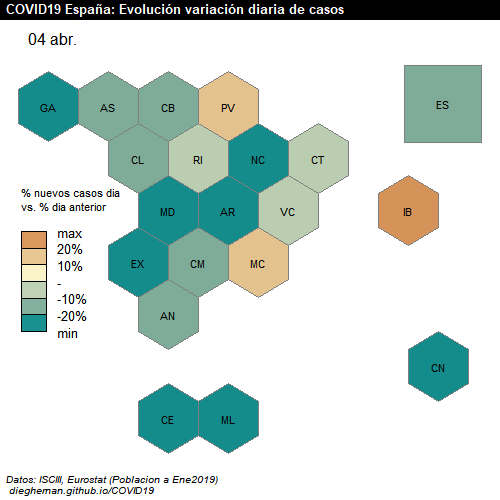 COVID19 España: Evolución variación diaria de casos
04 abr.
GA AS CB PV ES
CL RI NC CT
% nuevos casos dia
vs. % dia anterior
MD AR VC IB
max
20%
10%
-
-10%
-20%
min
EX CM MC
AN
CN
CE ML
Datos: ISCIII, Eurostat (Poblacion a Ene2019)
diegheman.github.io/COVID19